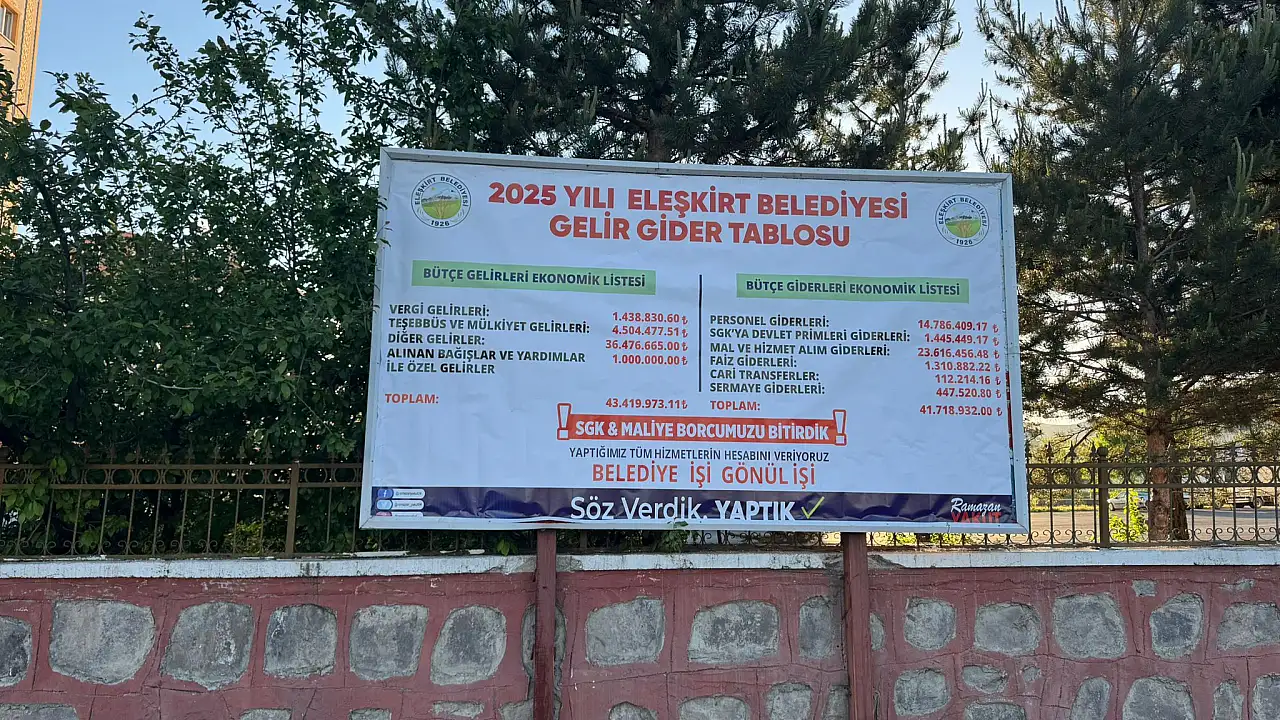 2025 YILI ELEŞKİRT BELEDİYESİ
GELİR GİDER TABLOSU
ELEŞKİRT BELEDİYESİ
1926
ELEŞKİRT BELEDİYESİ
1926
BÜTÇE GELİRLERİ EKONOMİK LİSTESİ
VERGİ GELİRLERİ: 1.438.830.60 ₺
TEŞEBBÜS VE MÜLKİYET GELİRLERİ: 4.504.477.51 ₺
DİĞER GELİRLER: 36.476.665.00 ₺
ALINAN BAĞIŞLAR VE YARDIMLAR 1.000.000.00 ₺
İLE ÖZEL GELİRLER
TOPLAM: 43.419.973.11 ₺
BÜTÇE GİDERLERİ EKONOMİK LİSTESİ
PERSONEL GİDERLERİ: 14.786.409.17 ₺
SGK'YA DEVLET PRİMLERİ GİDERLERİ: 1.445.449.17 ₺
MAL VE HİZMET ALIM GİDERLERİ: 23.616.456.48 ₺
FAİZ GİDERLERİ: 1.310.882.22 ₺
CARİ TRANSFERLER: 112.214.16 ₺
SERMAYE GİDERLERİ: 447.520.80 ₺
TOPLAM: 41.718.932.00 ₺
! SGK & MALİYE BORCUMUZU BİTİRDİK !
YAPTIĞIMIZ TÜM HİZMETLERİN HESABINI VERİYORUZ
BELEDİYE İŞİ GÖNÜL İŞİ
Söz Verdik, YAPTIK
Ramazan
YAKUT